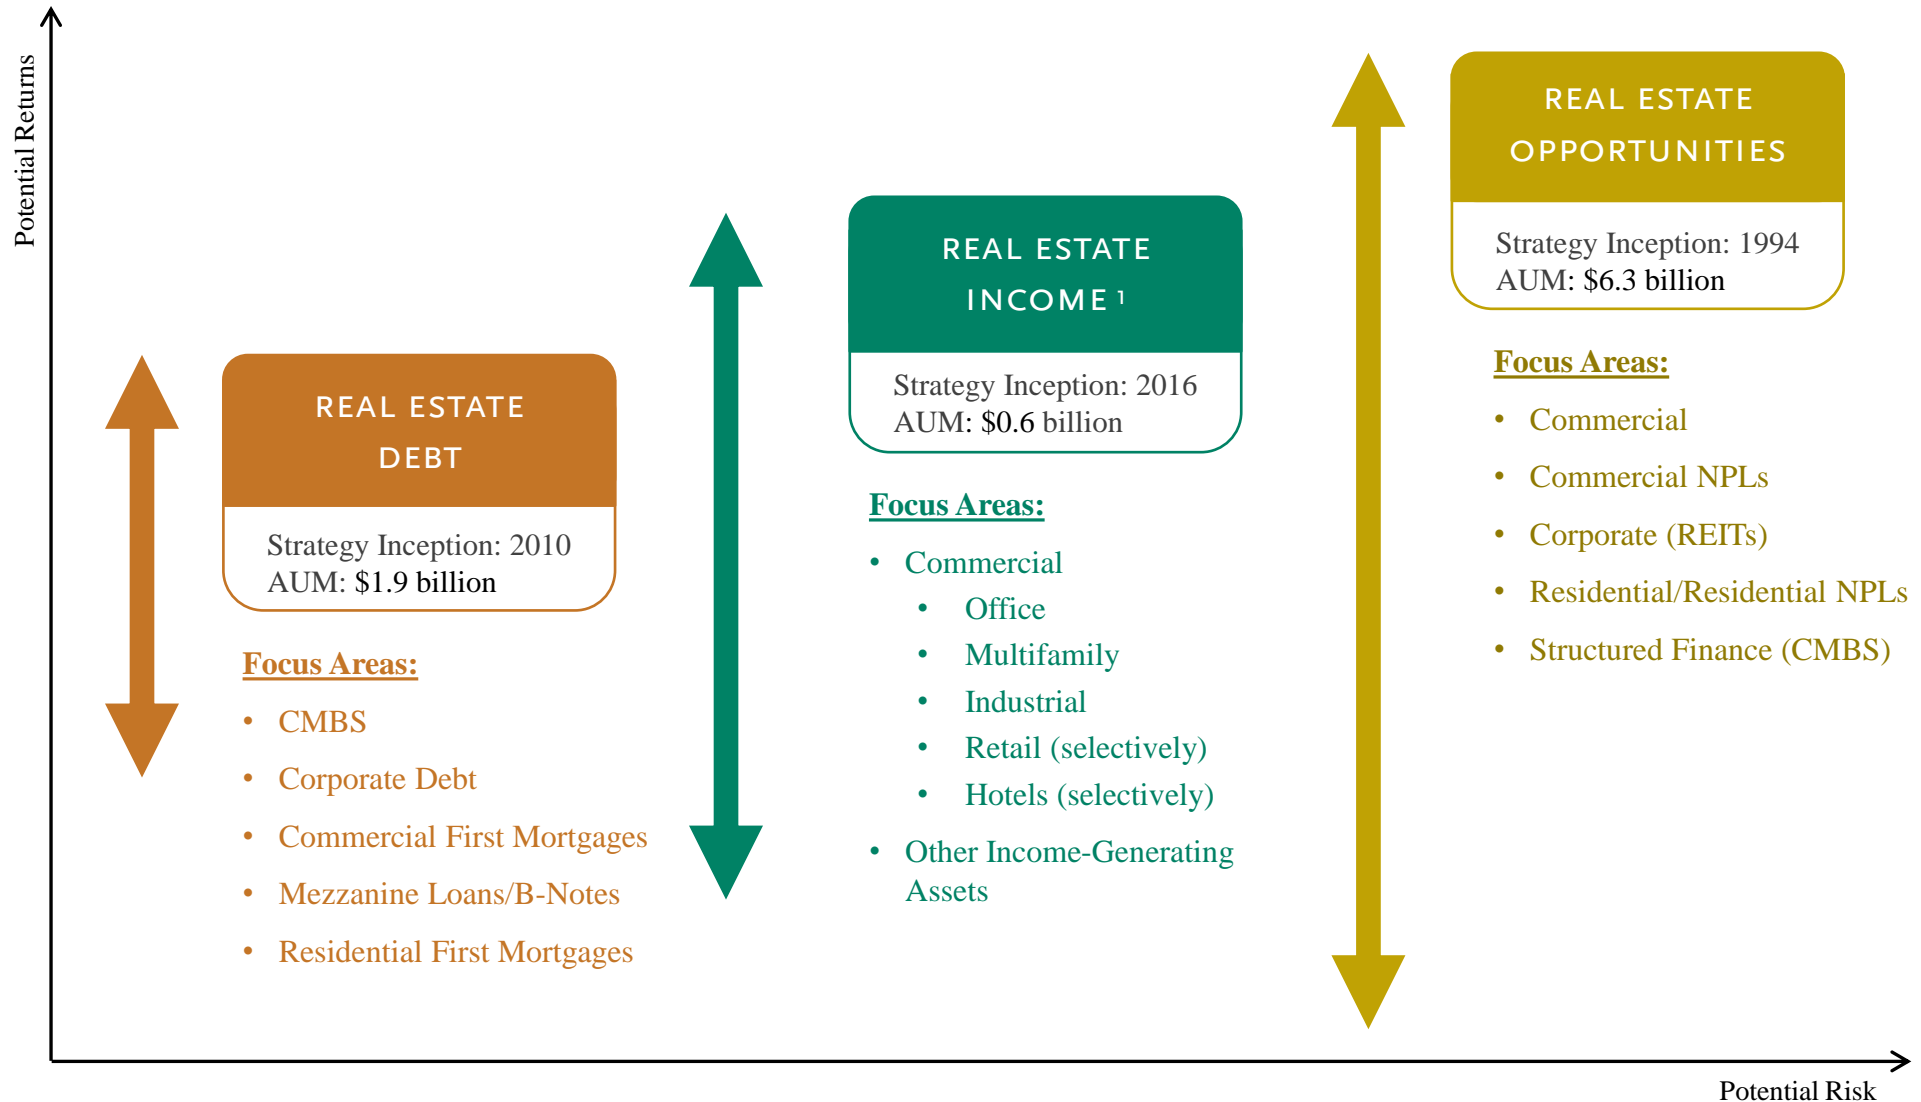 Potential Returns
REAL ESTATE
DEBT
Strategy Inception: 2010
AUM: $1.9 billion
Focus Areas:
• CMBS
• Corporate Debt
• Commercial First Mortgages
• Mezzanine Loans/B-Notes
• Residential First Mortgages
REAL ESTATE
INCOME ¹
Strategy Inception: 2016
AUM: $0.6 billion
Focus Areas:
• Commercial
• Office
• Multifamily
• Industrial
• Retail (selectively)
• Hotels (selectively)
• Other Income-Generating
Assets
REAL ESTATE
OPPORTUNITIES
Strategy Inception: 1994
AUM: $6.3 billion
Focus Areas:
• Commercial
• Commercial NPLs
• Corporate (REITs)
• Residential/Residential NPLs
• Structured Finance (CMBS)
Potential Risk